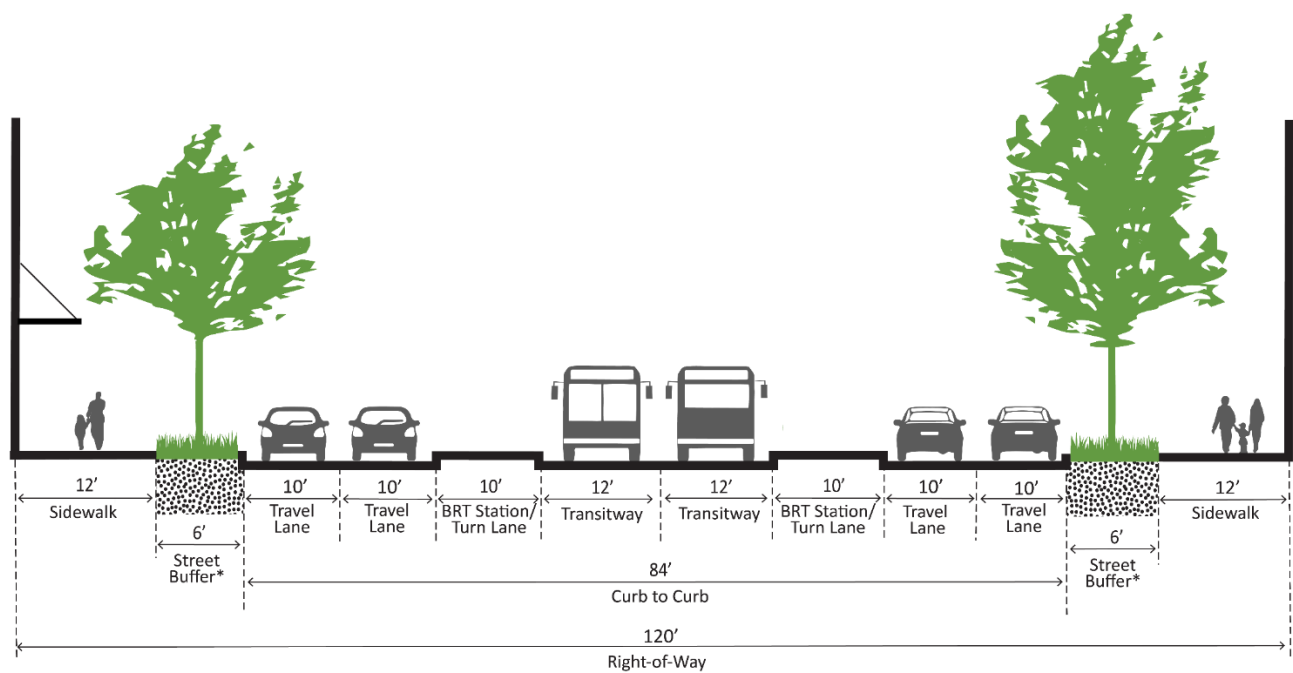 12’
Sidewalk
6’
Street
Buffer*
10’
Travel
Lane
10’
Travel
Lane
10’
BRT Station/
Turn Lane
12’
Transitway
12’
Transitway
10’
BRT Station/
Turn Lane
10’
Travel
Lane
10’
Travel
Lane
6’
Street
Buffer*
12’
Sidewalk
84’
Curb to Curb
120’
Right-of-Way